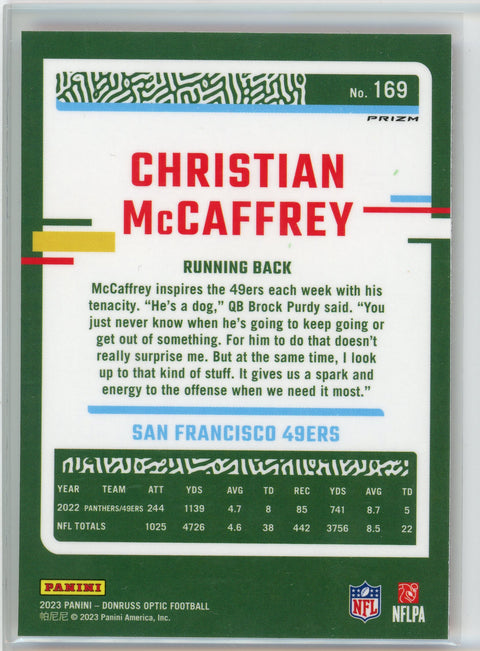 No. 169
PRIZM
CHRISTIAN
McCAFFREY
RUNNING BACK
McCaffrey inspires the 49ers each week with his
tenacity. “He’s a dog,” QB Brock Purdy said. “You
just never know when he’s going to keep going or
get out of something. For him to do that doesn’t
really surprise me. But at the same time, I look
up to that kind of stuff. It gives us a spark and
energy to the offense when we need it most.”
SAN FRANCISCO 49ERS
YEAR TEAM ATT YDS AVG TD REC YDS AVG TD
2022 PANTHERS/49ERS 244 1139 4.7 8 85 741 8.7 5
NFL TOTALS 1025 4726 4.6 38 442 3756 8.5 22
PANINI
2023 PANINI – DONRUSS OPTIC FOOTBALL
帕尼尼 © 2023 Panini America, Inc.
NFL
NFLPA